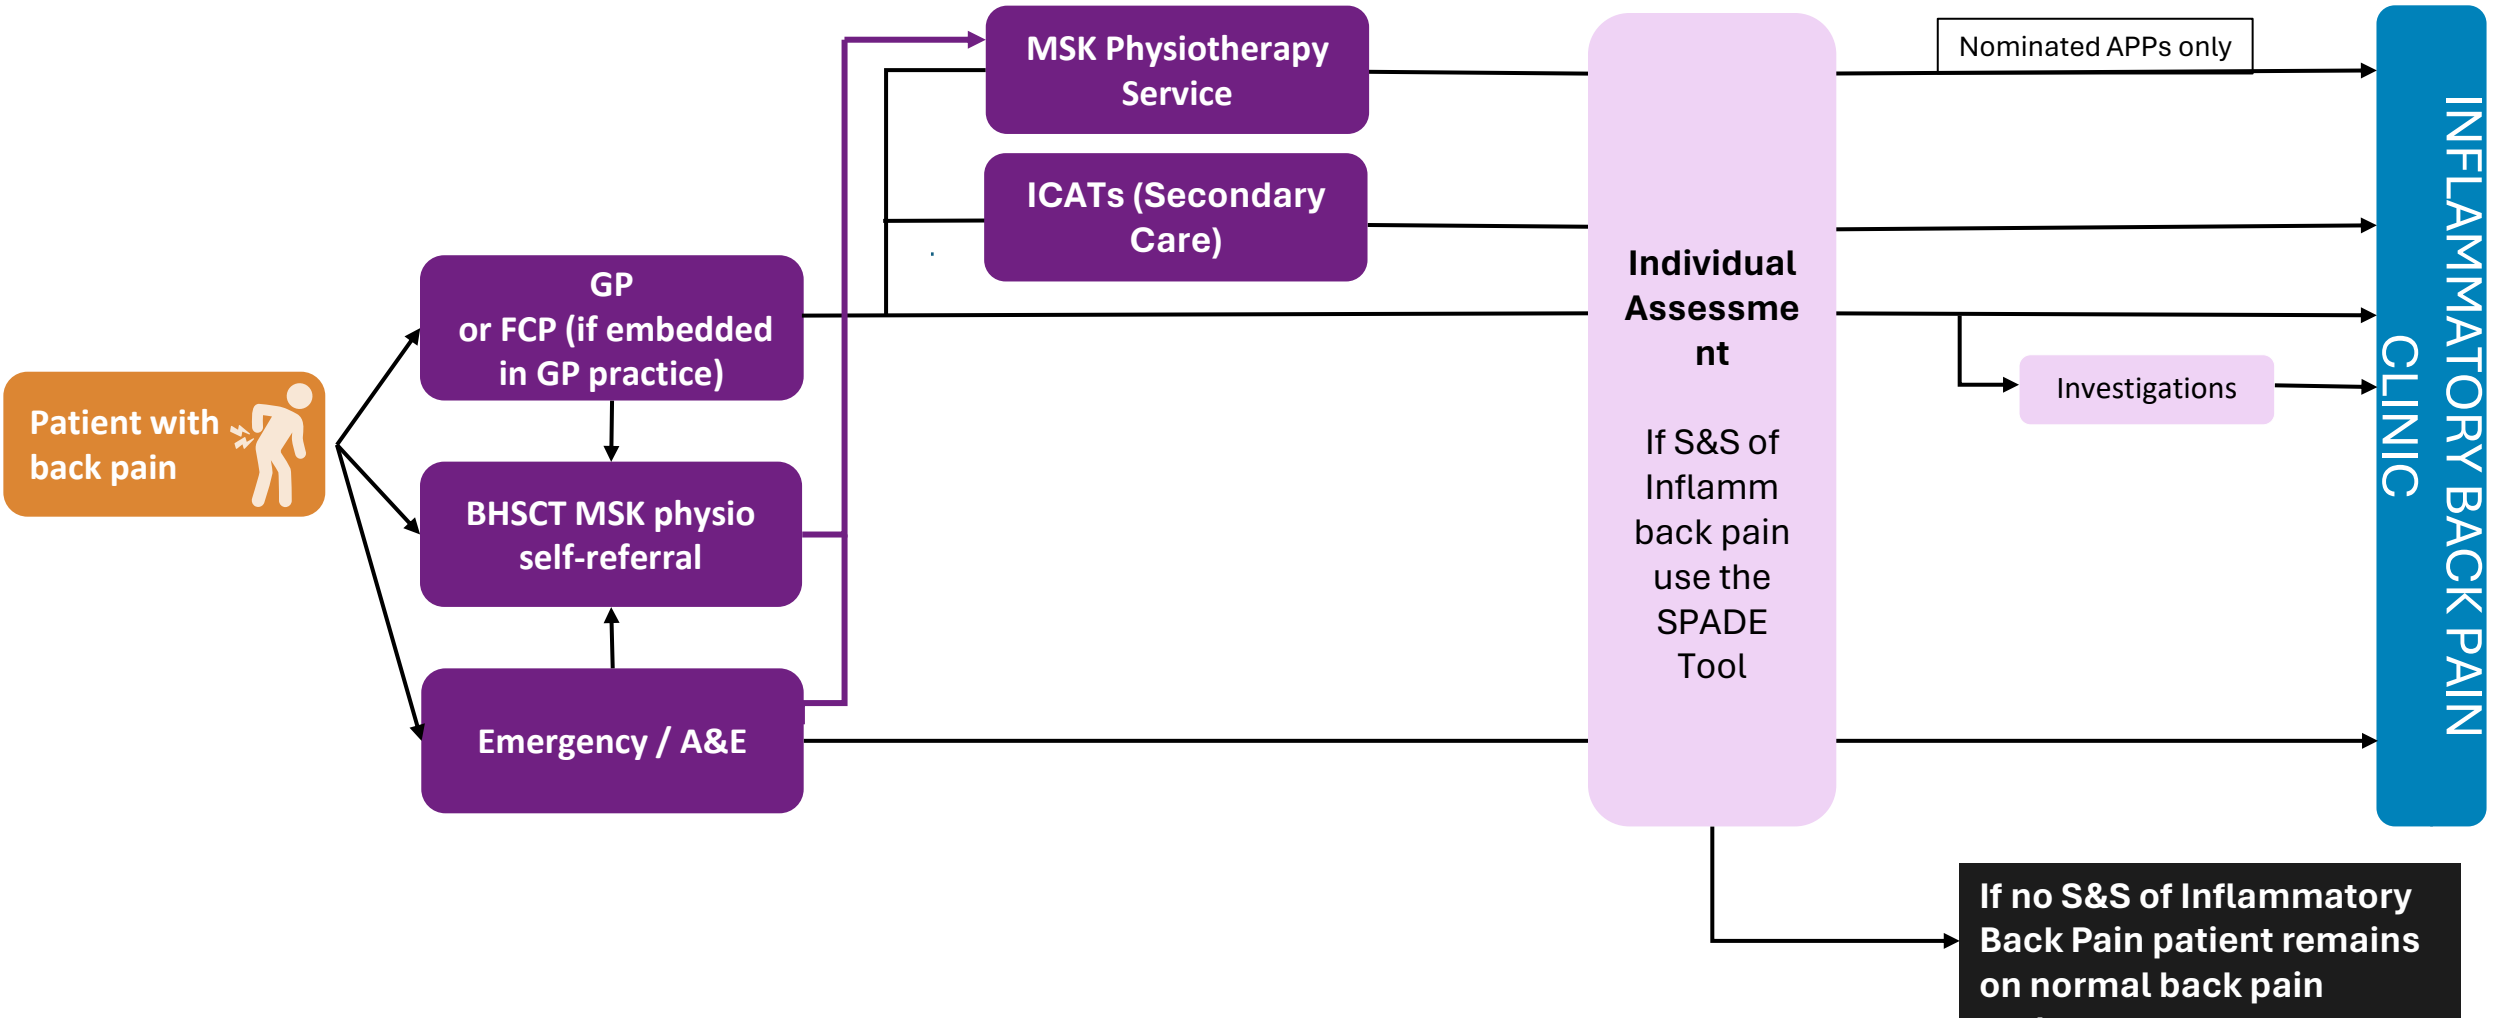 MSK Physiotherapy
Service
Nominated APPs only
ICATs (Secondary
Care)
GP
or FCP (if embedded
in GP practice)
Patient with
back pain
BHSCT MSK physio
self-referral
Emergency / A&E
Individual
Assessme
nt
If S&S of
Inflamm
back pain
use the
SPADE
Tool
Investigations
INFLAMMATORY BACK PAIN
CLINIC
If no S&S of Inflammatory
Back Pain patient remains
on normal back pain